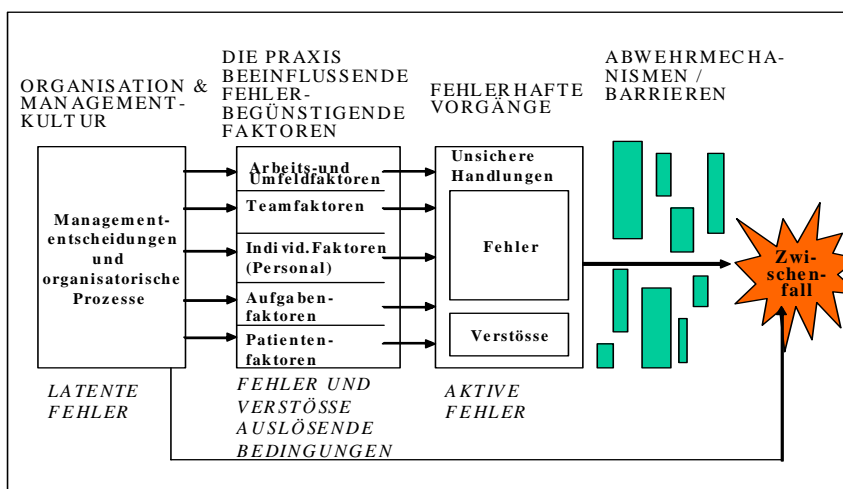 ORGANISATION &
MANAGEMENT-
KULTUR
DIE PRAXIS
BEEINFLUSSENDE
FEHLER-
BEGÜNSTIGENDE
FAKTOREN
FEHLERHAFTE
VORGÄNGE
ABWEHRMECHA-
NISMEN /
BARRIEREN
Management-
entscheidungen
und
organisatorische
Prozesse
Arbeits-und
Umfeldfaktoren
Teamfaktoren
Individ.Faktoren
(Personal)
Aufgaben-
faktoren
Patienten-
faktoren
Unsichere
Handlungen
Fehler
Verstösse
Zwi-
schen-
fall
LATENTE
FEHLER
FEHLER UND
VERSTÖSSE
AUSLÖSENDE
BEDINGUNGEN
AKTIVE
FEHLER